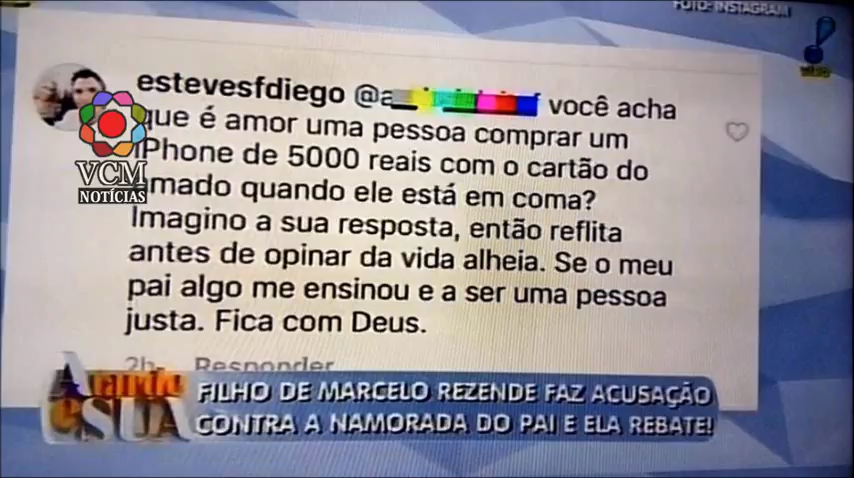 FOTO: INSTAGRAM
estevesfdiego @a você acha
que é amor uma pessoa comprar um
iPhone de 5000 reais com o cartão do
amado quando ele está em coma?
Imagino a sua resposta, então reflita
antes de opinar da vida alheia. Se o meu
pai algo me ensinou e a ser uma pessoa
justa. Fica com Deus.
2h Responder
VCM
NOTÍCIAS
A tarde
é SUA
FILHO DE MARCELO REZENDE FAZ ACUSAÇÃO
CONTRA A NAMORADA DO PAI E ELA REBATE!